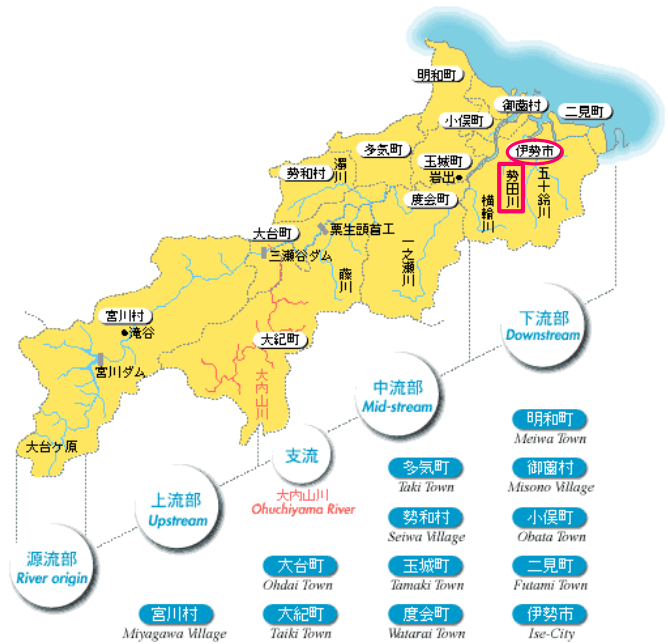 明和町
御薗村
二見町
小俣町
伊勢市
多気町
玉城町
岩出
勢和村
濁川
度会町
横輪川
勢田川
五十鈴川
大台町
粟生頭首工
三瀬谷ダム
藤川
一之瀬川
宮川村
滝谷
大紀町
宮川ダム
大内山川
大台ケ原
下流部
Downstream
中流部
Mid-stream
支流
大内山川
Ohuchiyama River
上流部
Upstream
源流部
River origin
明和町
Meiwa Town
多気町
Taki Town
御薗村
Misono Village
勢和村
Seiwa Village
小俣町
Obata Town
大台町
Ohdai Town
玉城町
Tamaki Town
二見町
Futami Town
宮川村
Miyagawa Village
大紀町
Taiki Town
度会町
Watarai Town
伊勢市
Ise-City